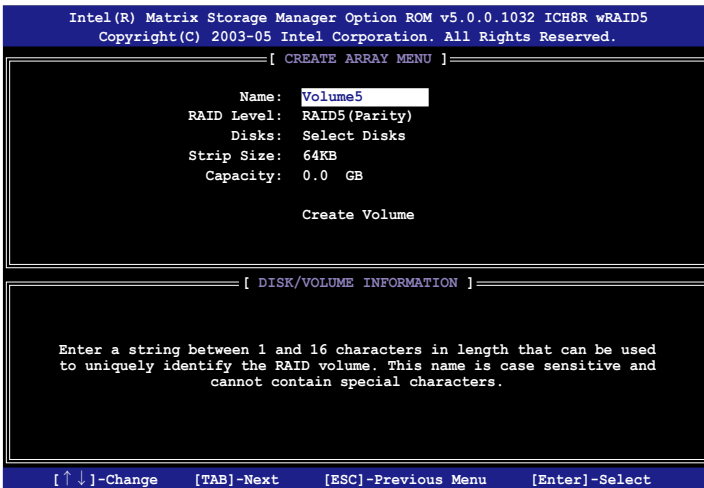 Intel(R) Matrix Storage Manager Option ROM v5.0.0.1032 ICH8R wRAID5
Copyright(C) 2003-05 Intel Corporation. All Rights Reserved.
[ CREATE ARRAY MENU ]
Name: Volume5
RAID Level: RAID5(Parity)
Disks: Select Disks
Strip Size: 64KB
Capacity: 0.0 GB
Create Volume
[ DISK/VOLUME INFORMATION ]
Enter a string between 1 and 16 characters in length that can be used
to uniquely identify the RAID volume. This name is case sensitive and
cannot contain special characters.
[↑↓]-Change [TAB]-Next [ESC]-Previous Menu [Enter]-Select